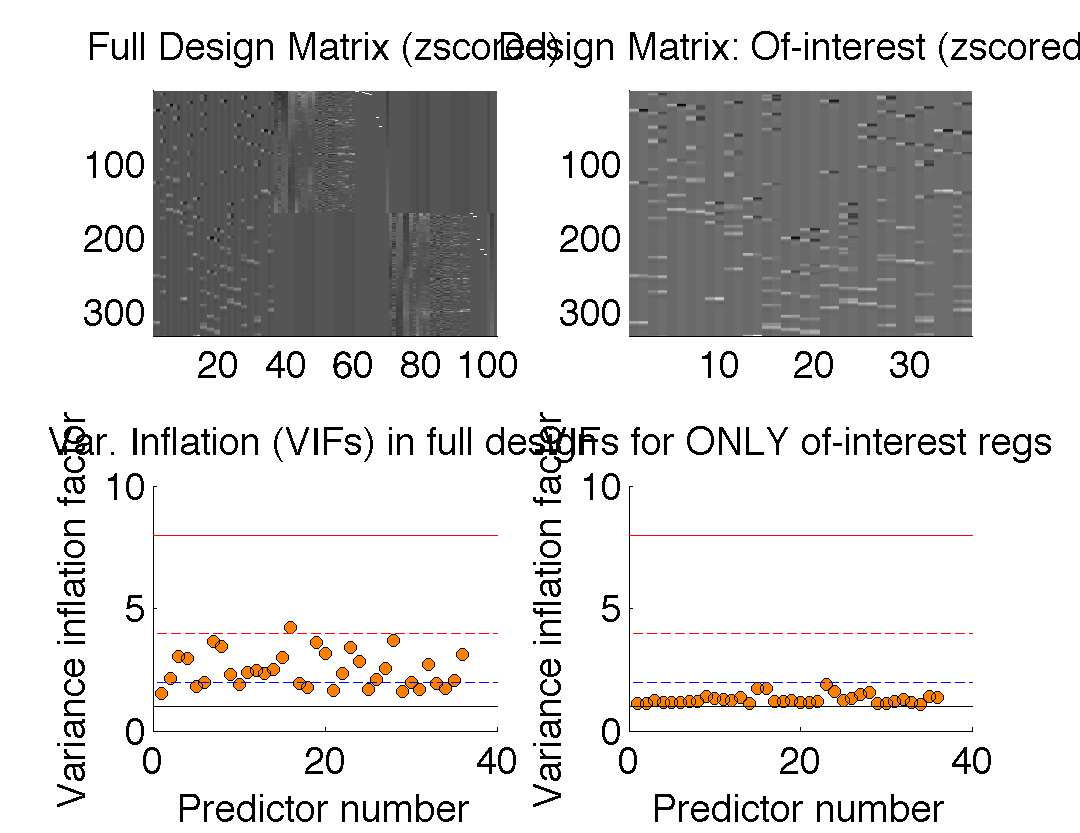 Full Design Matrix (zscored)
Design Matrix: Of-interest (zscored
100
200
300
20 40 60 80 100
100
200
300
10 20 30
Var. Inflation (VIFs) in full design
VIFs for ONLY of-interest regs
Variance inflation factor
10
5
0
0 20 40
Predictor number
Variance inflation factor
10
5
0
0 20 40
Predictor number